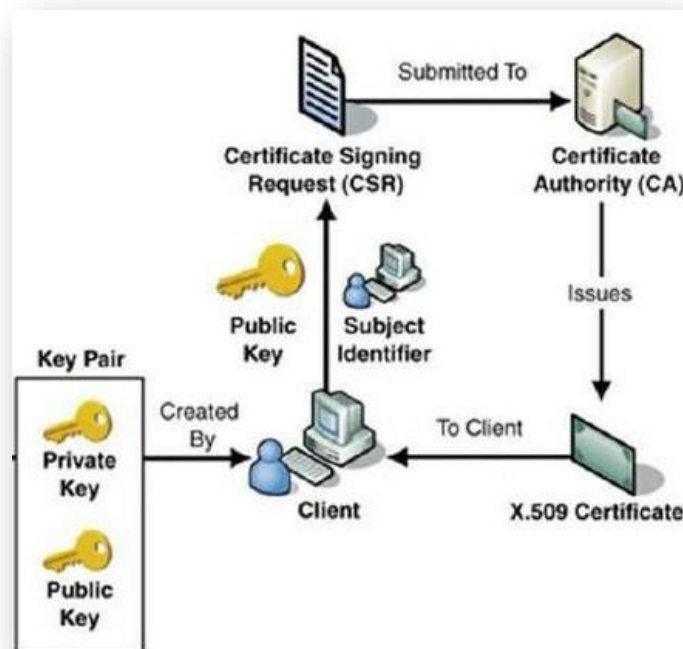 Submitted To
Certificate Signing
Request (CSR)
Certificate
Authority (CA)
Issues
Public
Key
Subject
Identifier
Key Pair
Private
Key
Public
Key
Created
By
Client
To Client
X.509 Certificate